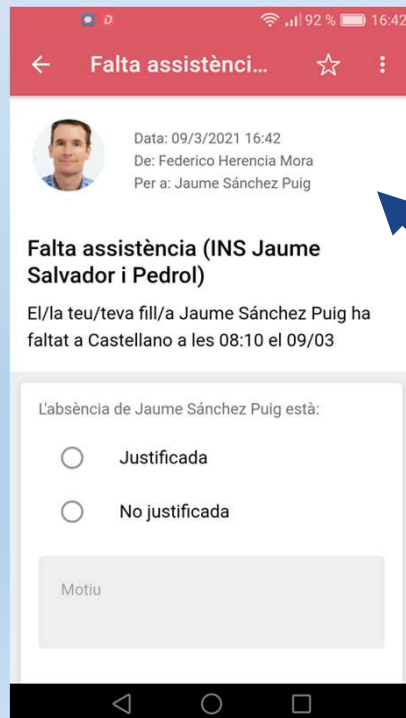 92 % 16:42
Falta assistènci...
Data: 09/3/2021 16:42
De: Federico Herencia Mora
Per a: Jaume Sánchez Puig
Falta assistència (INS Jaume
Salvador i Pedrol)
El/la teu/teva fill/a Jaume Sánchez Puig ha
faltat a Castellano a les 08:10 el 09/03
L'absència de Jaume Sánchez Puig està:
Justificada
No justificada
Motiu